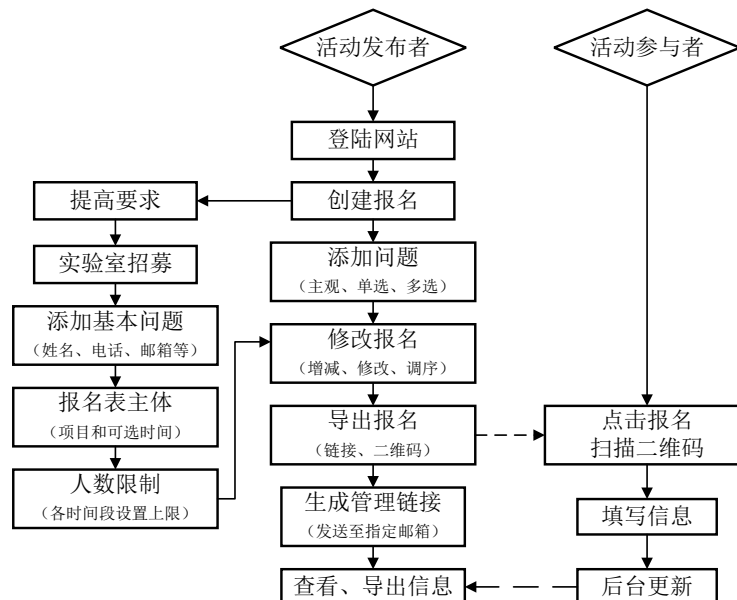 活动发布者
活动参与者
登陆网站
提高要求
创建报名
实验室招募
添加问题
（主观、单选、多选）
添加基本问题
（姓名、电话、邮箱等）
修改报名
（增减、修改、调序）
报名表主体
（项目和可选时间）
导出报名
（链接、二维码）
点击报名
扫描二维码
人数限制
（各时间段设置上限）
生成管理链接
（发送至指定邮箱）
填写信息
查看、导出信息
后台更新